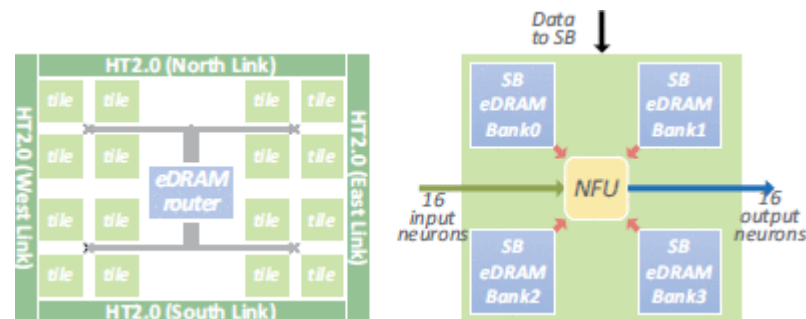 HT2.0 (North Link)
HT2.0 (West Link)
HT2.0 (East Link)
tile tile tile tile
tile tile tile tile
eDRAM
router
tile tile tile tile
tile tile tile tile
HT2.0 (South Link)
Data
to SB
SB
eDRAM
Bank0
SB
eDRAM
Bank1
NFU
16
input
neurons
16
output
neurons
SB
eDRAM
Bank2
SB
eDRAM
Bank3